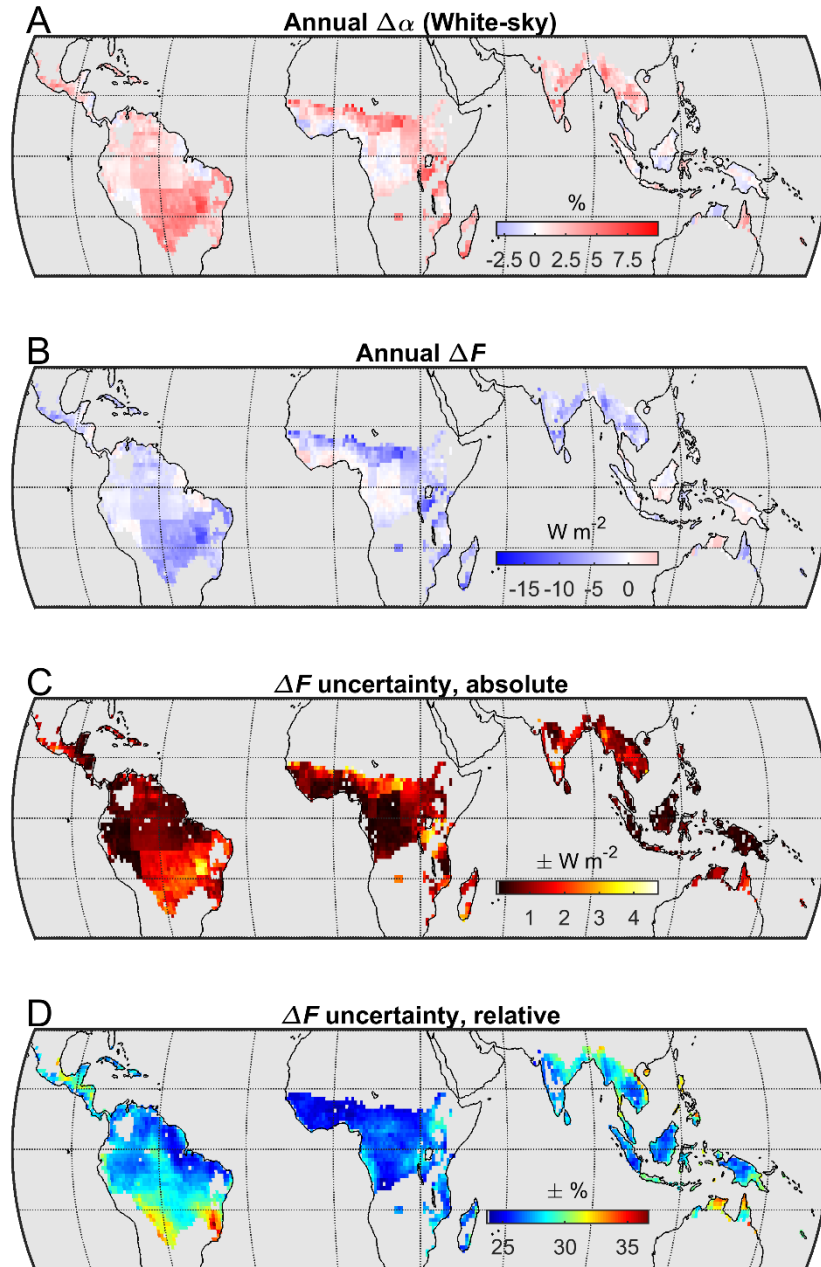 A
Annual Δα (White-sky)
%
-2.5 0 2.5 5 7.5
B
Annual ΔF
W m⁻²
-15 -10 -5 0
C
ΔF uncertainty, absolute
± W m⁻²
1 2 3 4
D
ΔF uncertainty, relative
± %
25 30 35